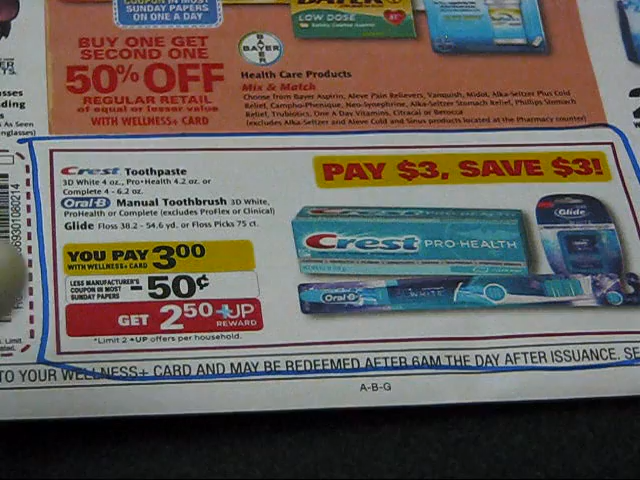 COUPON IN MOST
SUNDAY PAPERS
ON ONE A DAY
LOW DOSE
BUY ONE GET
SECOND ONE
50% OFF
REGULAR RETAIL
of equal or lesser value
WITH WELLNESS+ CARD
BAYER
BAYER
Health Care Products
Mix & Match
Choose from Bayer Aspirin, Aleve Pain Relievers, Vanquish, Midol, Alka-Seltzer Plus Cold
Relief, Campho-Phenique, Neo-Synephrine, Alka-Seltzer Stomach Relief, Phillips Stomach
Relief, Trubiotics, One A Day Vitamins, Citracal or Berocca
(excludes Alka-Seltzer and Aleve Cold and Sinus products located at the Pharmacy counter)
Crest Toothpaste
3D White 4 oz., Pro-Health 4.2 oz. or
Complete 4 - 6.2 oz.
Oral-B Manual Toothbrush 3D White,
ProHealth or Complete (excludes ProFlex or Clinical)
Glide Floss 38.2 - 54.6 yd. or Floss Picks 75 ct.
PAY $3, SAVE $3!
YOU PAY 3.00
WITH WELLNESS+ CARD
LESS MANUFACTURER'S
COUPON IN MOST
SUNDAY PAPERS
-50¢
GET 2.50 +UP
REWARD
*Limit 2 +UP offers per household.
Crest PRO-HEALTH
Glide
Oral-B
WHITE
TO YOUR WELLNESS+ CARD AND MAY BE REDEEMED AFTER 6AM THE DAY AFTER ISSUANCE. SE
A-B-G